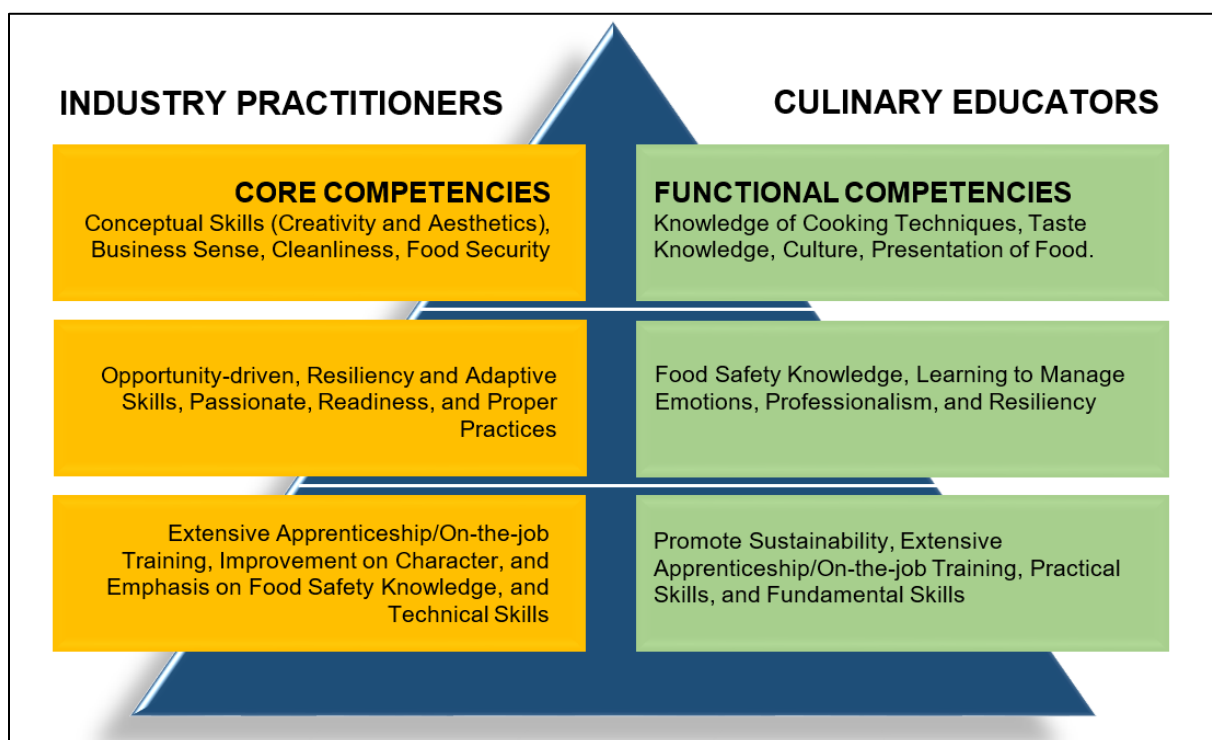 INDUSTRY PRACTITIONERS
CULINARY EDUCATORS
CORE COMPETENCIES
Conceptual Skills (Creativity and Aesthetics),
Business Sense, Cleanliness, Food Security
FUNCTIONAL COMPETENCIES
Knowledge of Cooking Techniques, Taste
Knowledge, Culture, Presentation of Food.
Opportunity-driven, Resiliency and Adaptive
Skills, Passionate, Readiness, and Proper
Practices
Food Safety Knowledge, Learning to Manage
Emotions, Professionalism, and Resiliency
Extensive Apprenticeship/On-the-job
Training, Improvement on Character, and
Emphasis on Food Safety Knowledge, and
Technical Skills
Promote Sustainability, Extensive
Apprenticeship/On-the-job Training, Practical
Skills, and Fundamental Skills